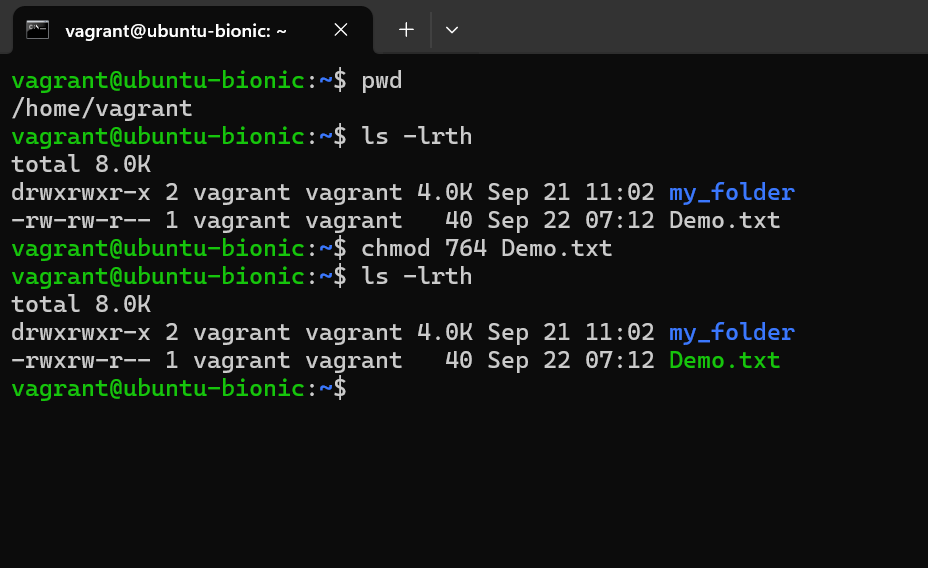 vagrant@ubuntu-bionic: ~
vagrant@ubuntu-bionic:~$ pwd
/home/vagrant
vagrant@ubuntu-bionic:~$ ls -lrth
total 8.0K
drwxrwxr-x 2 vagrant vagrant 4.0K Sep 21 11:02 my_folder
-rw-rw-r-- 1 vagrant vagrant   40 Sep 22 07:12 Demo.txt
vagrant@ubuntu-bionic:~$ chmod 764 Demo.txt
vagrant@ubuntu-bionic:~$ ls -lrth
total 8.0K
drwxrwxr-x 2 vagrant vagrant 4.0K Sep 21 11:02 my_folder
-rwxrw-r-- 1 vagrant vagrant   40 Sep 22 07:12 Demo.txt
vagrant@ubuntu-bionic:~$